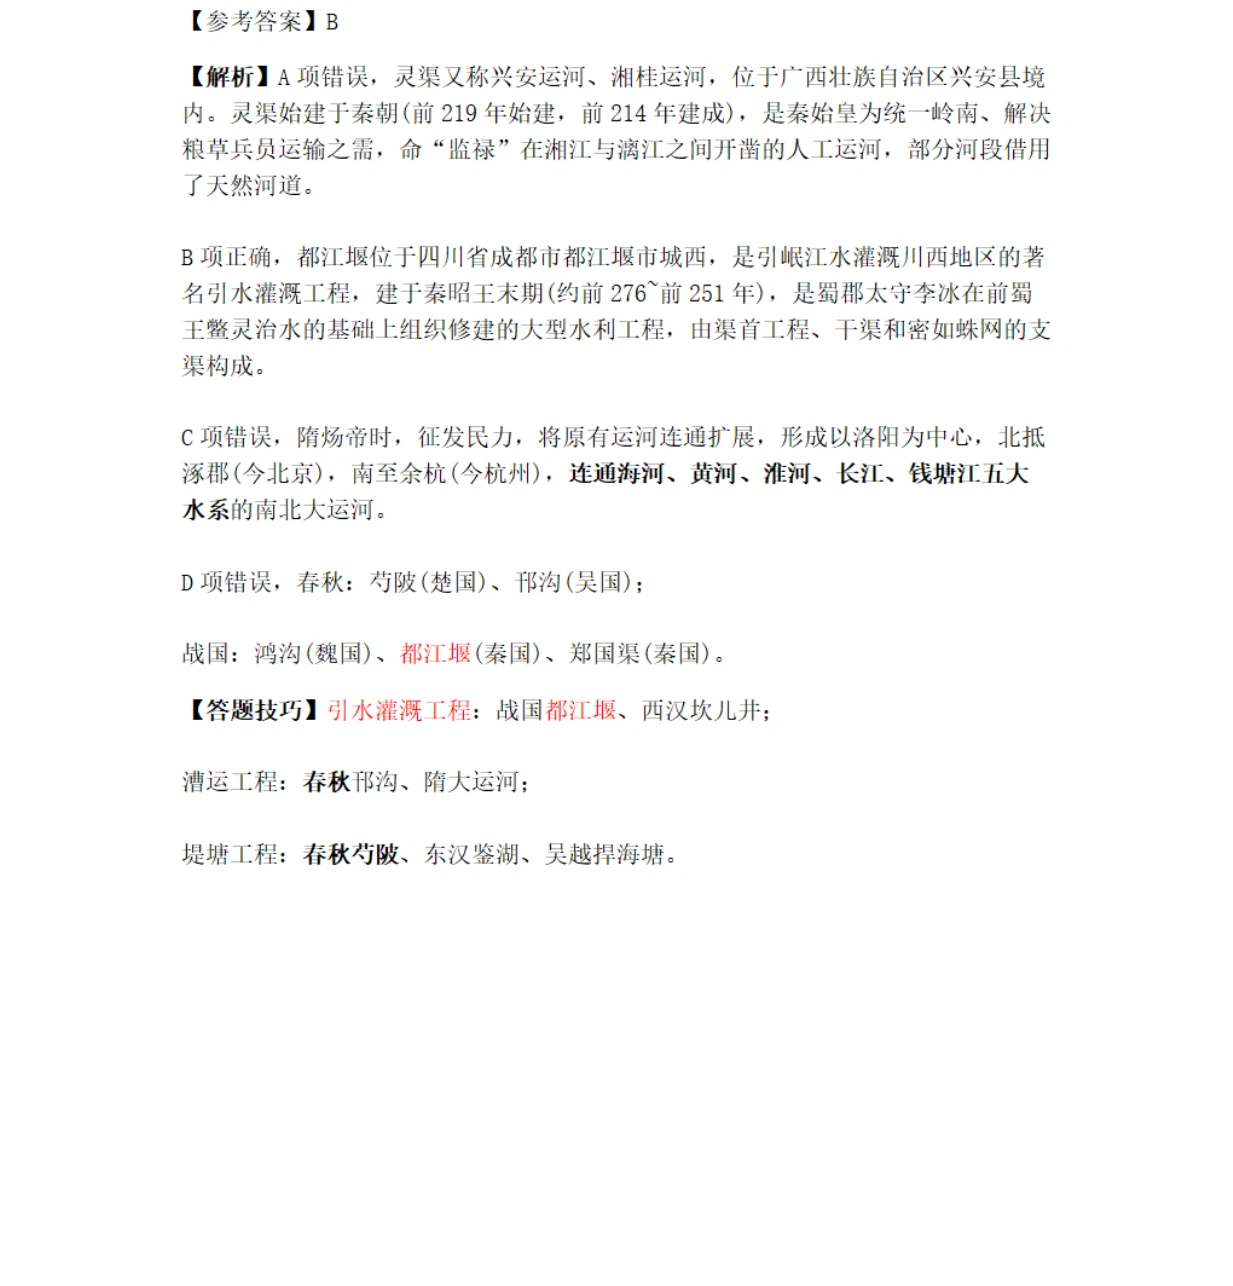 【参考答案】B
【解析】A 项错误，灵渠又称兴安运河、湘桂运河，位于广西壮族自治区兴安县境
内。灵渠始建于秦朝(前 219 年始建，前 214 年建成)，是秦始皇为统一岭南、解决
粮草兵员运输之需，命“监禄”在湘江与漓江之间开凿的人工运河，部分河段借用
了天然河道。
B 项正确，都江堰位于四川省成都市都江堰市城西，是引岷江水灌溉川西地区的著
名引水灌溉工程，建于秦昭王末期(约前 276~前 251 年)，是蜀郡太守李冰在前蜀
王鳖灵治水的基础上组织修建的大型水利工程，由渠首工程、干渠和密如蛛网的支
渠构成。
C 项错误，隋炀帝时，征发民力，将原有运河连通扩展，形成以洛阳为中心，北抵
涿郡(今北京)，南至余杭(今杭州)，连通海河、黄河、淮河、长江、钱塘江五大
水系的南北大运河。
D 项错误，春秋：芍陂(楚国)、邗沟(吴国)；
战国：鸿沟(魏国)、都江堰(秦国)、郑国渠(秦国)。
【答题技巧】引水灌溉工程：战国都江堰、西汉坎儿井；
漕运工程：春秋邗沟、隋大运河；
堤塘工程：春秋芍陂、东汉鉴湖、吴越捍海塘。